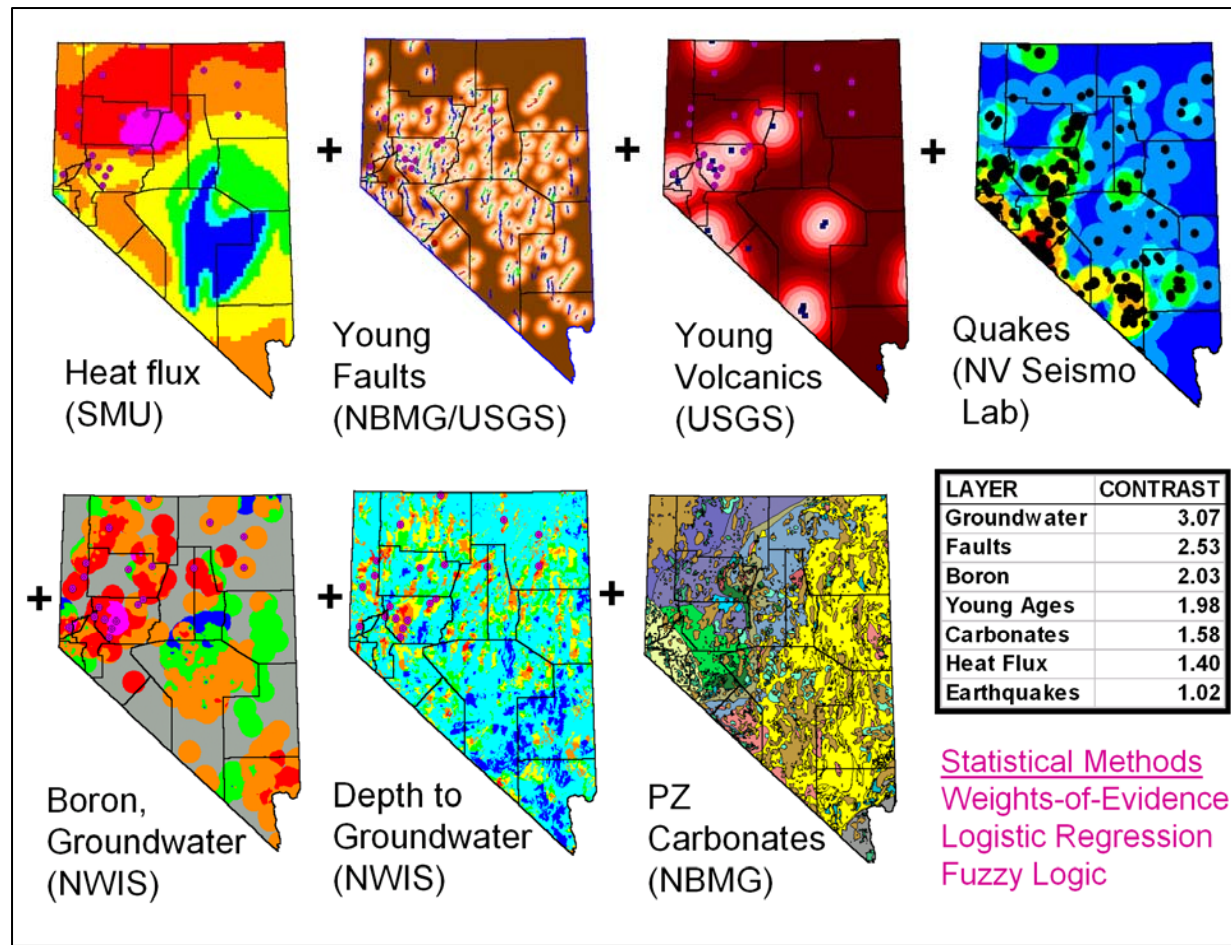 +
+
+
Heat flux
(SMU)
Young
Faults
(NBMG/USGS)
Young
Volcanics
(USGS)
Quakes
(NV Seismo
Lab)
+
+
+
Boron,
Groundwater
(NWIS)
Depth to
Groundwater
(NWIS)
PZ
Carbonates
(NBMG)
LAYER CONTRAST
Groundwater 3.07
Faults 2.53
Boron 2.03
Young Ages 1.98
Carbonates 1.58
Heat Flux 1.40
Earthquakes 1.02
Statistical Methods
Weights-of-Evidence
Logistic Regression
Fuzzy Logic